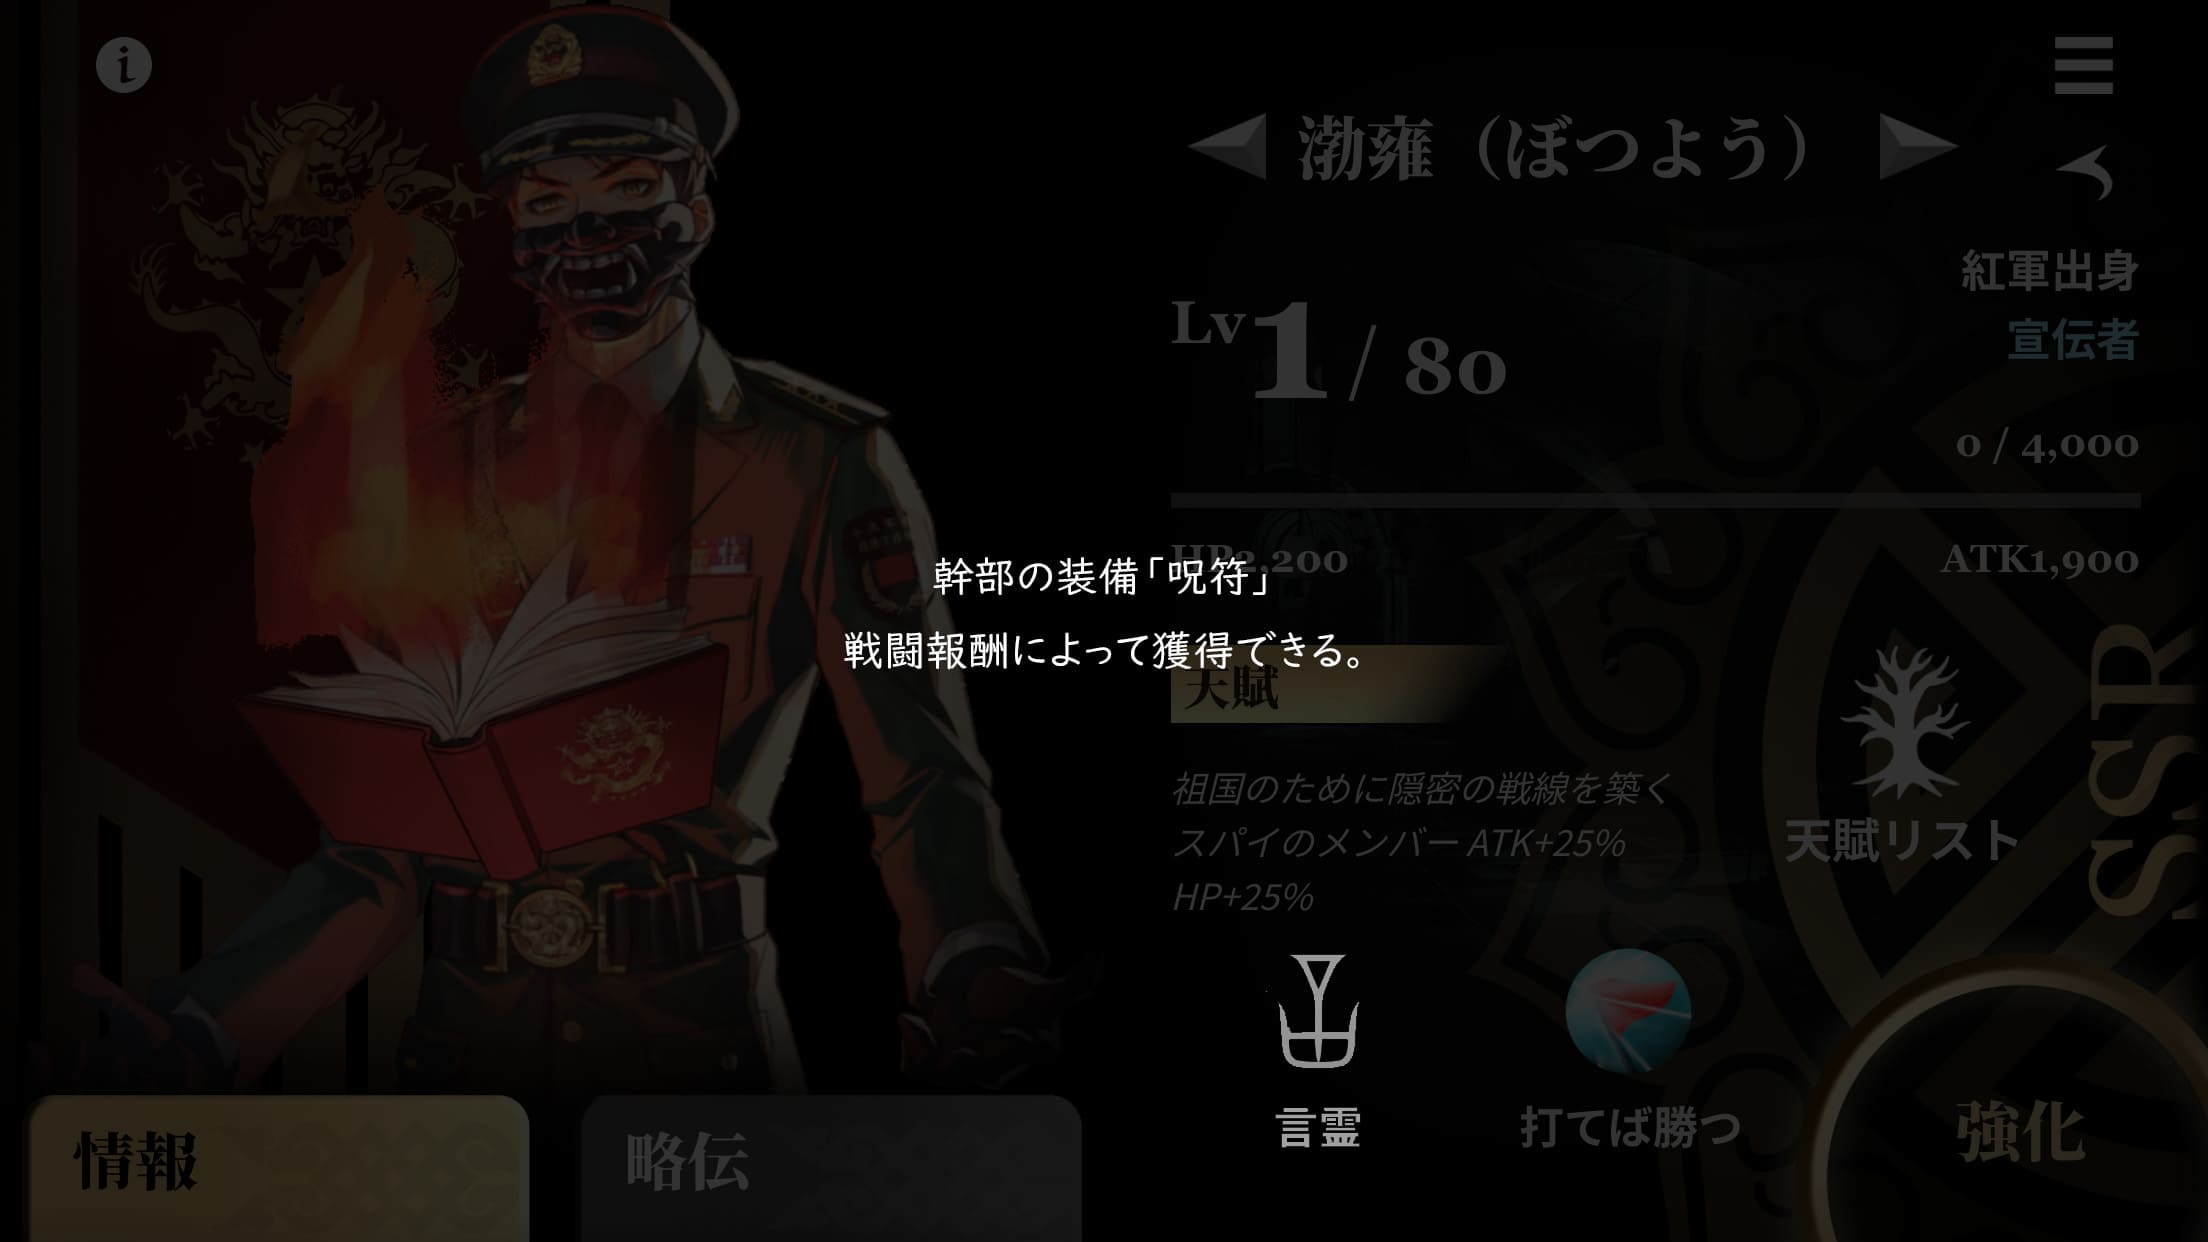 渤雍（ぼつよう）
紅軍出身
宣伝者
Lv1 / 80
0 / 4,000
HP2,200
ATK1,900
幹部の装備「呪符」
戦闘報酬によって獲得できる。
天賦
祖国のために隠密の戦線を築く
スパイのメンバー ATK+25%
HP+25%
天賦リスト
SSR
言霊
打てば勝つ
強化
情報
略伝